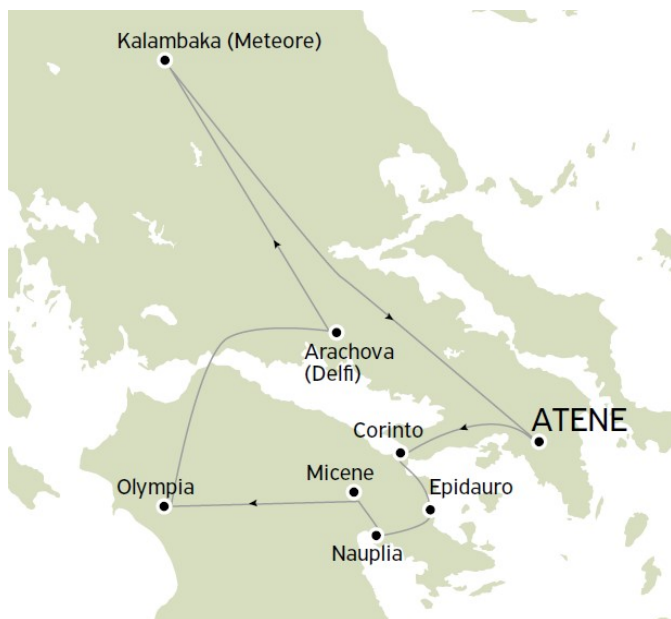 Kalambaka (Meteore)
Arachova
(Delfi)
ATENE
Corinto
Micene
Epidauro
Olympia
Nauplia